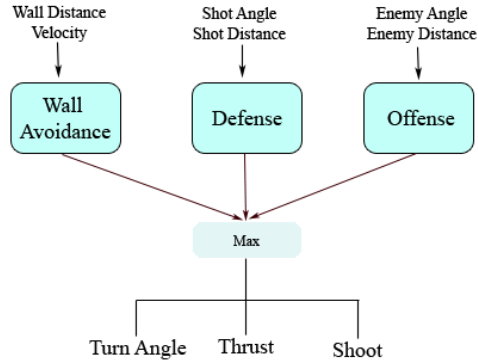 Wall Distance
Velocity
Shot Angle
Shot Distance
Enemy Angle
Enemy Distance
Wall
Avoidance
Defense
Offense
Max
Turn Angle
Thrust
Shoot